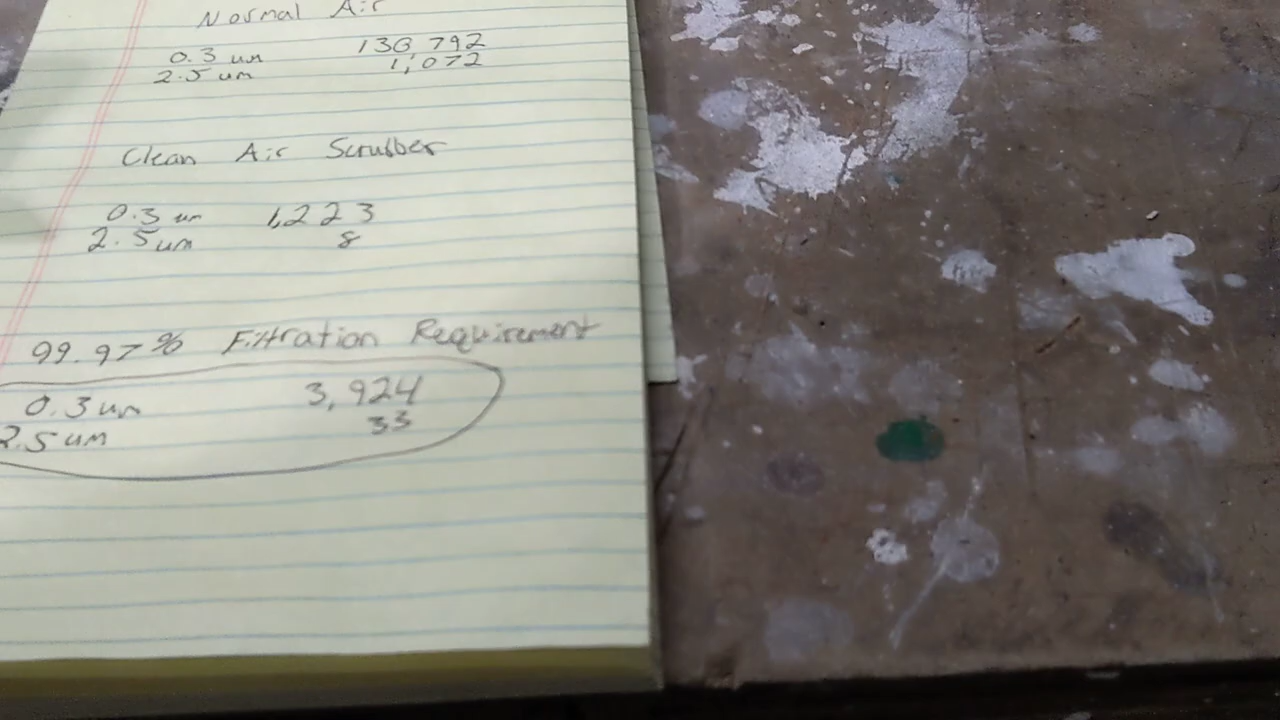 Normal Air
0.3 um 130,792
2.5 um 1,072
Clean Air Scrubber
0.3 um 1,223
2.5 um 8
99.97% Filtration Requirement
0.3 um 3,924
2.5 um 33